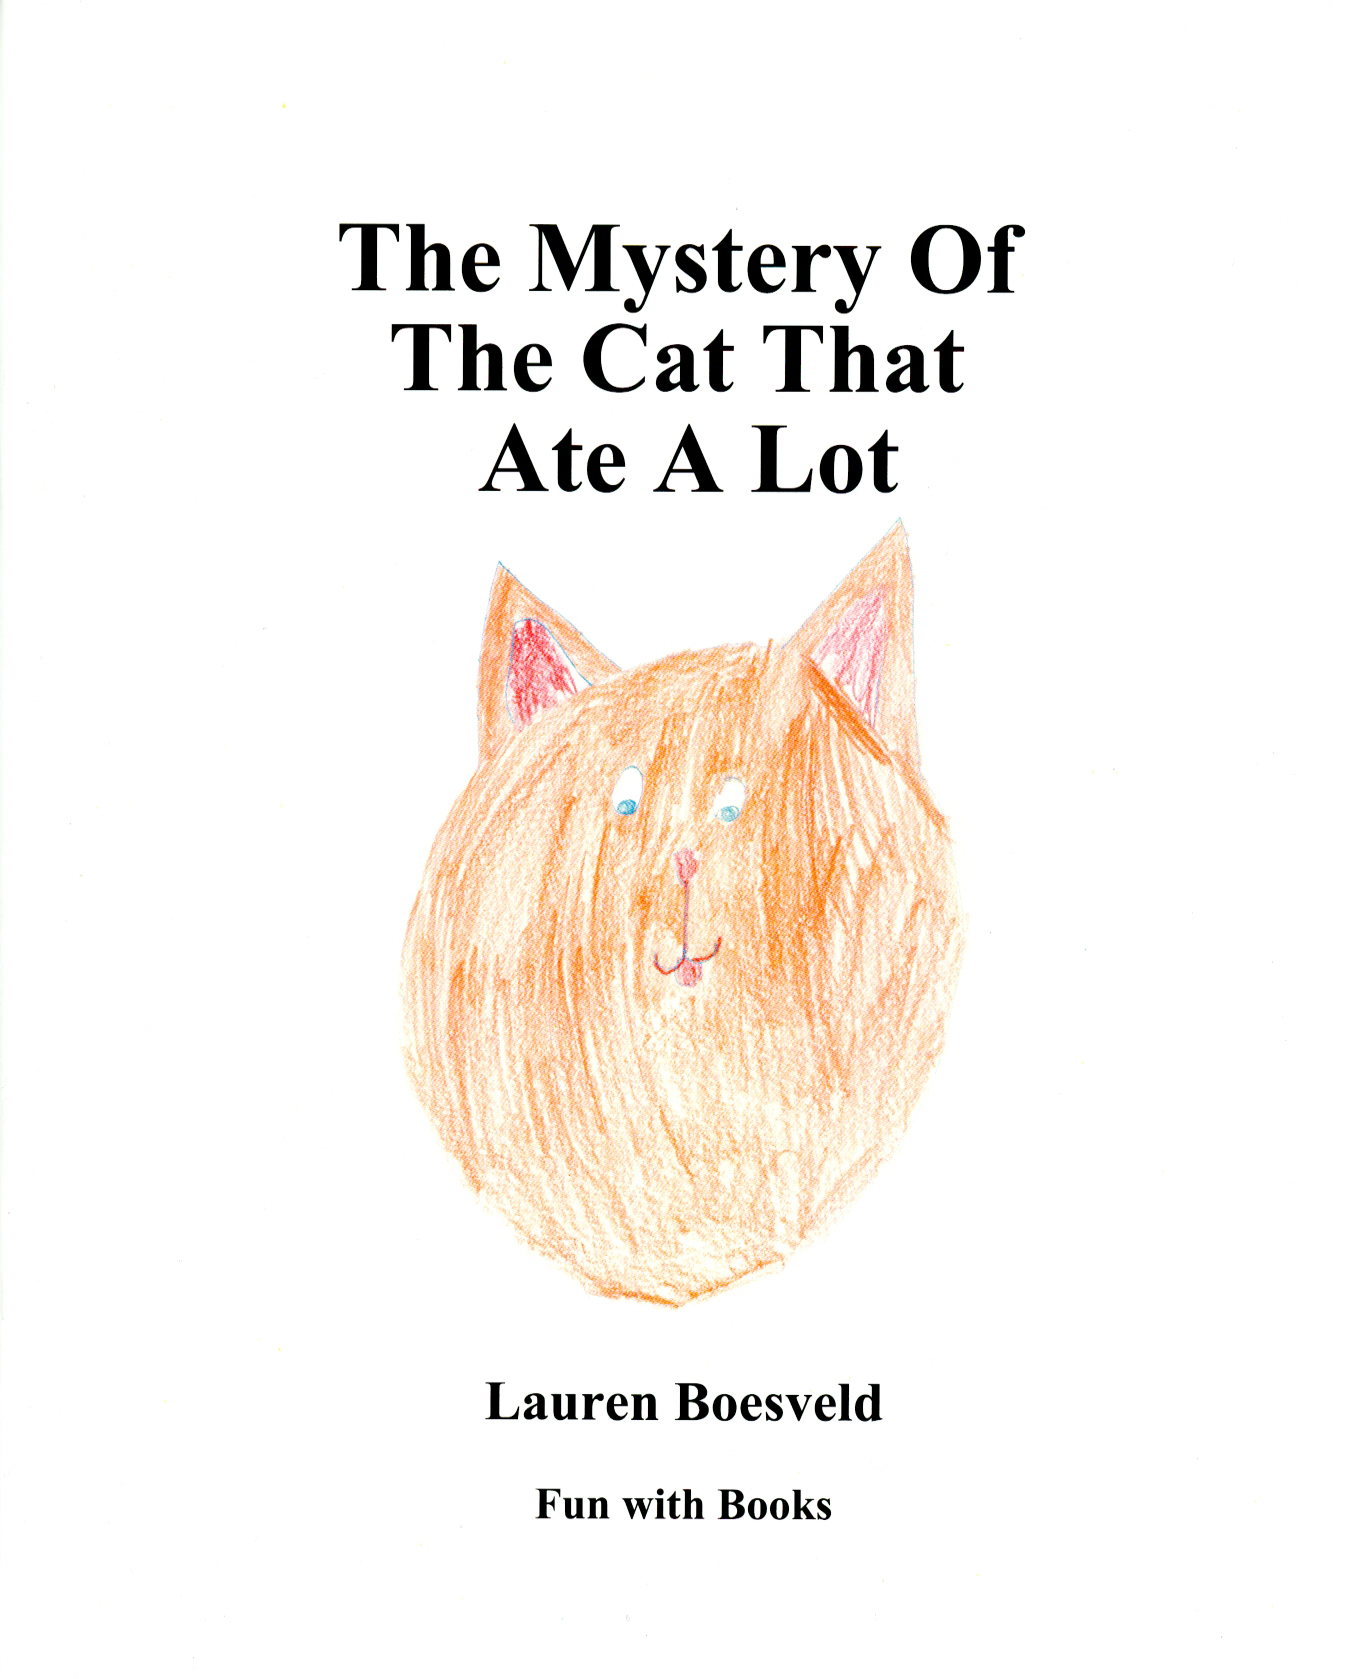 The Mystery Of
The Cat That
Ate A Lot
Lauren Boesveld
Fun with Books